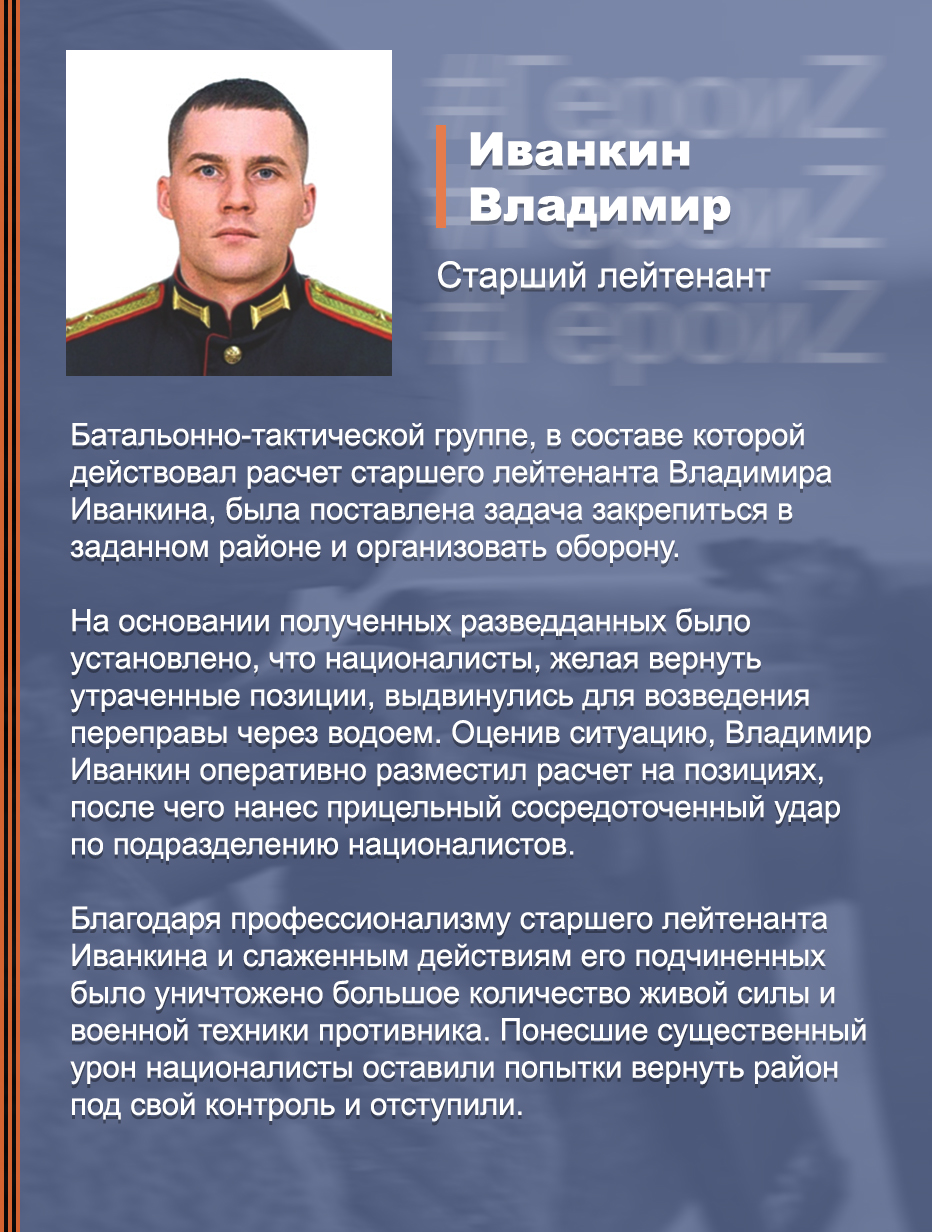 #ГероиZ
#ГероиZ
#ГероиZ
Иванкин
Владимир
Старший лейтенант
Батальонно-тактической группе, в составе которой
действовал расчет старшего лейтенанта Владимира
Иванкина, была поставлена задача закрепиться в
заданном районе и организовать оборону.
На основании полученных разведданных было
установлено, что националисты, желая вернуть
утраченные позиции, выдвинулись для возведения
переправы через водоем. Оценив ситуацию, Владимир
Иванкин оперативно разместил расчет на позициях,
после чего нанес прицельный сосредоточенный удар
по подразделению националистов.
Благодаря профессионализму старшего лейтенанта
Иванкина и слаженным действиям его подчиненных
было уничтожено большое количество живой силы и
военной техники противника. Понесшие существенный
урон националисты оставили попытки вернуть район
под свой контроль и отступили.